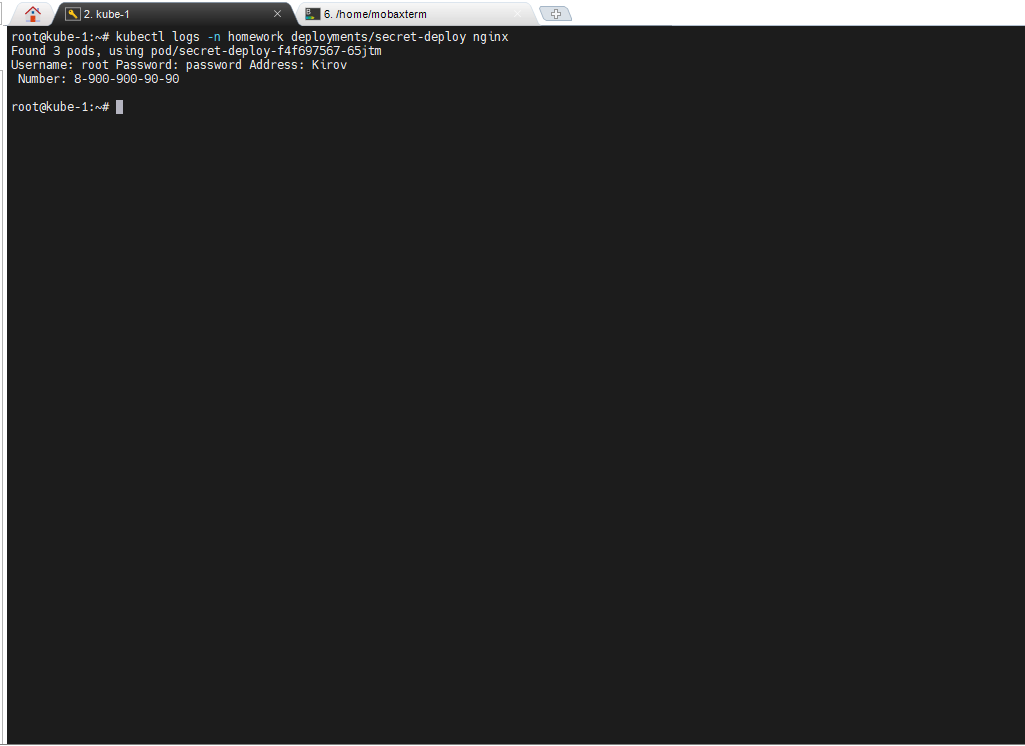 2. kube-1
6. /home/mobaxterm
root@kube-1:~# kubectl logs -n homework deployments/secret-deploy nginx
Found 3 pods, using pod/secret-deploy-f4f697567-65jtm
Username: root Password: password Address: Kirov
 Number: 8-900-900-90-90
root@kube-1:~#